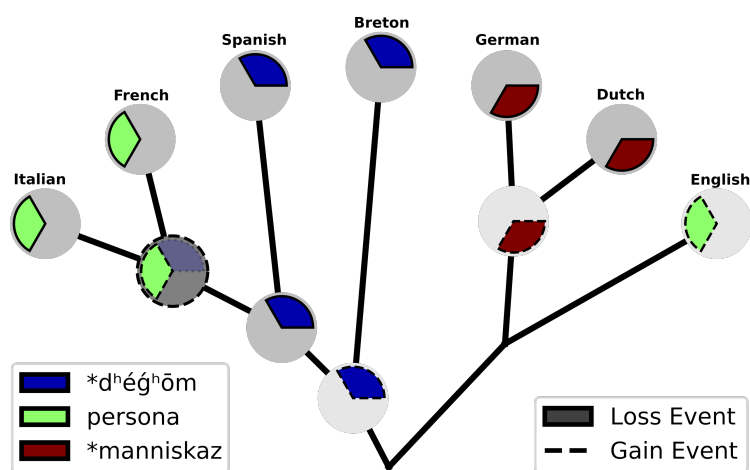 Breton
Spanish
German
French
Dutch
Italian
English
*dʰéǵʰōm
persona
*manniskaz
Loss Event
Gain Event